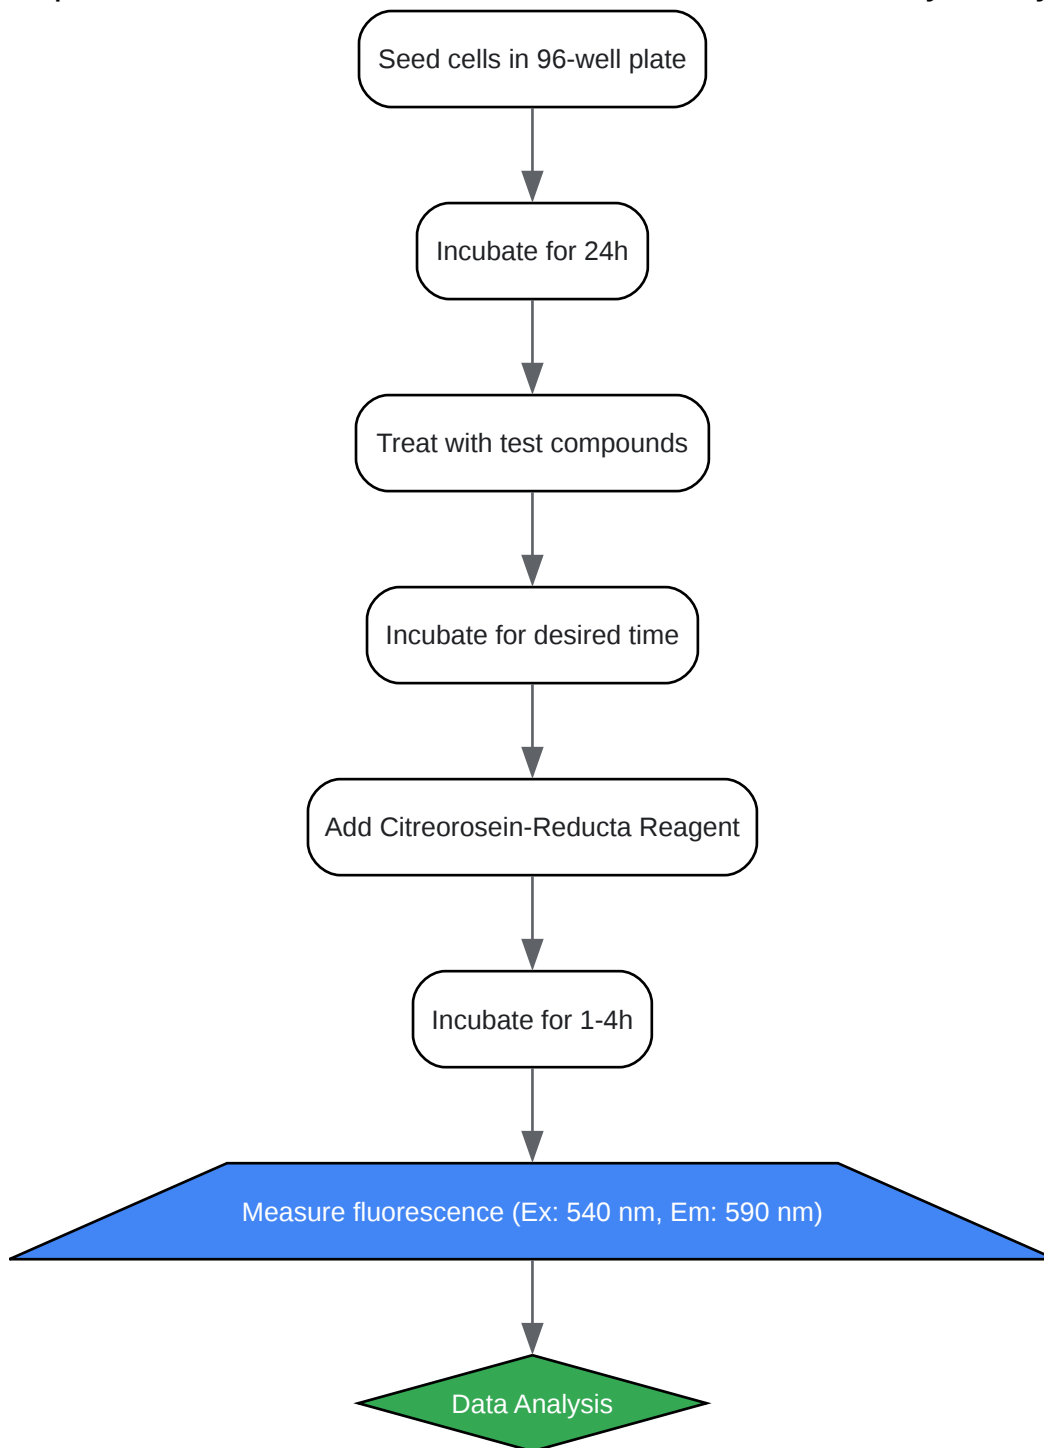 Seed cells in 96-well plate
Incubate for 24h
Treat with test compounds
Incubate for desired time
Add Citreorosein-Reducta Reagent
Incubate for 1-4h
Measure fluorescence (Ex: 540 nm, Em: 590 nm)
Data Analysis